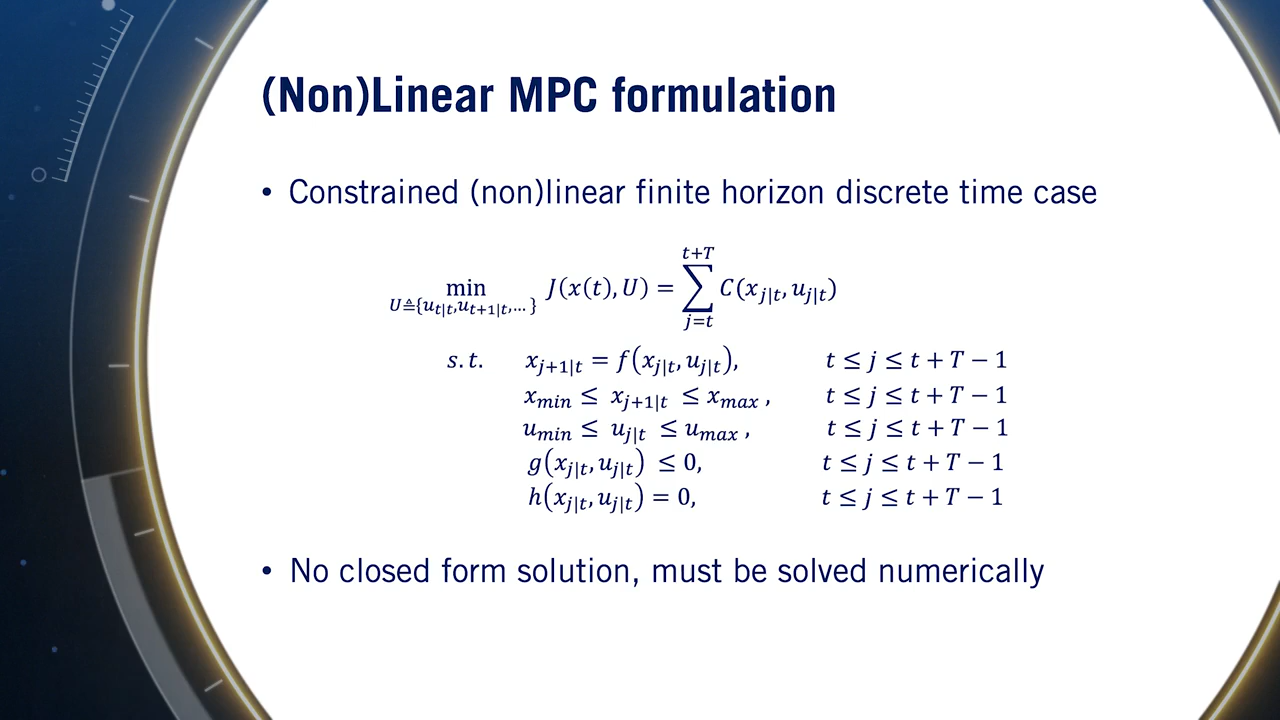 (Non)Linear MPC formulation
• Constrained (non)linear finite horizon discrete time case
min_{U≜{u_{t|t},u_{t+1|t},…}} J(x(t), U) = ∑_{j=t}^{t+T} C(x_{j|t}, u_{j|t})
s.t. x_{j+1|t} = f(x_{j|t}, u_{j|t}), t ≤ j ≤ t + T − 1
x_{min} ≤ x_{j+1|t} ≤ x_{max} , t ≤ j ≤ t + T − 1
u_{min} ≤ u_{j|t} ≤ u_{max} , t ≤ j ≤ t + T − 1
g(x_{j|t}, u_{j|t}) ≤ 0, t ≤ j ≤ t + T − 1
h(x_{j|t}, u_{j|t}) = 0, t ≤ j ≤ t + T − 1
• No closed form solution, must be solved numerically